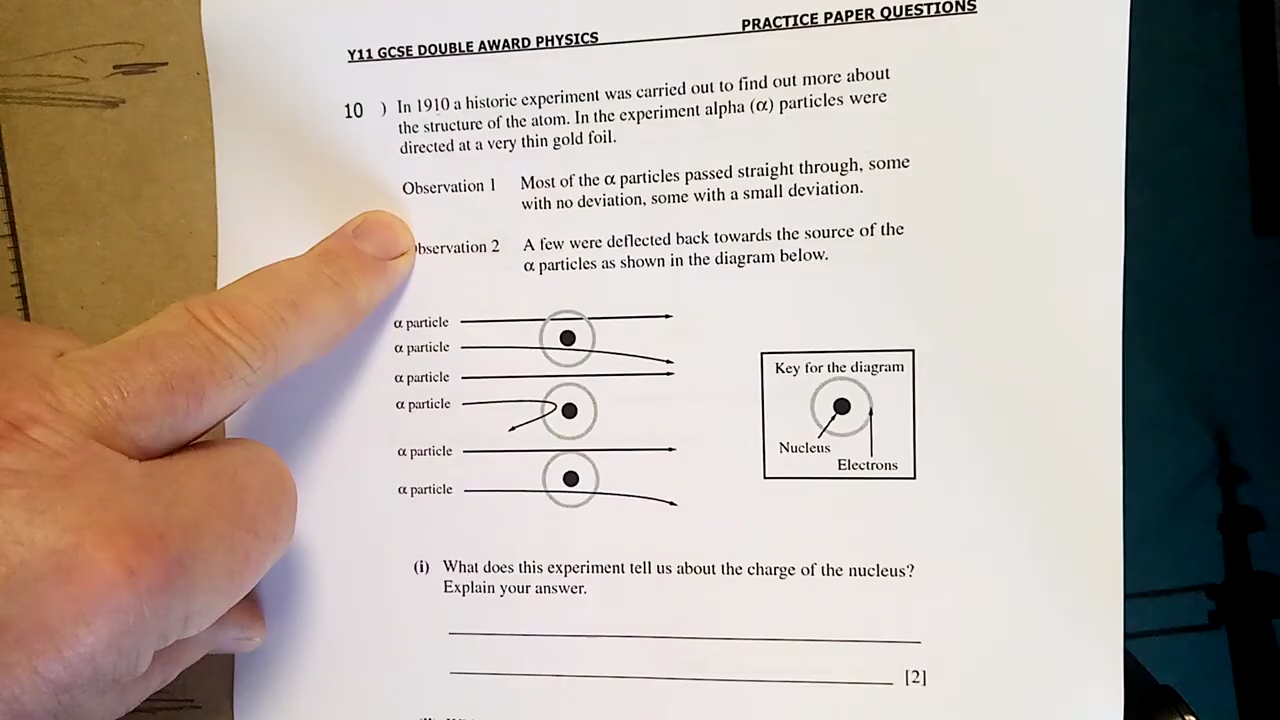 Y11 GCSE DOUBLE AWARD PHYSICS PRACTICE PAPER QUESTIONS
10 ) In 1910 a historic experiment was carried out to find out more about
the structure of the atom. In the experiment alpha (α) particles were
directed at a very thin gold foil.
Observation 1 Most of the α particles passed straight through, some
with no deviation, some with a small deviation.
bservation 2 A few were deflected back towards the source of the
α particles as shown in the diagram below.
α particle
α particle
α particle
α particle
α particle
α particle
Key for the diagram
Nucleus
Electrons
(i) What does this experiment tell us about the charge of the nucleus?
Explain your answer.
[2]